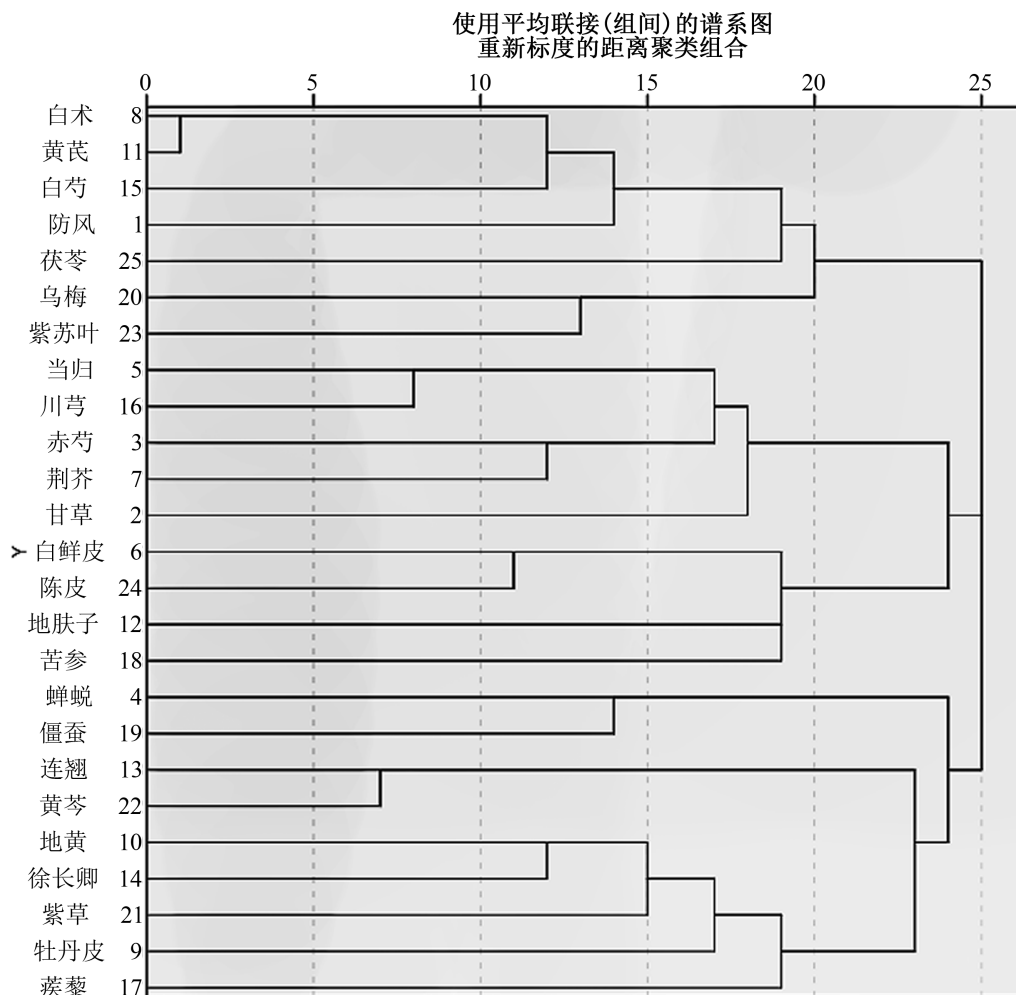 使用平均联接(组间)的谱系图
重新标度的距离聚类组合
0 5 10 15 20 25
白术 8
黄芪 11
白芍 15
防风 1
茯苓 25
乌梅 20
紫苏叶 23
当归 5
川芎 16
赤芍 3
荆芥 7
甘草 2
Y 白鲜皮 6
陈皮 24
地肤子 12
苦参 18
蝉蜕 4
僵蚕 19
连翘 13
黄芩 22
地黄 10
徐长卿 14
紫草 21
牡丹皮 9
蒺藜 17